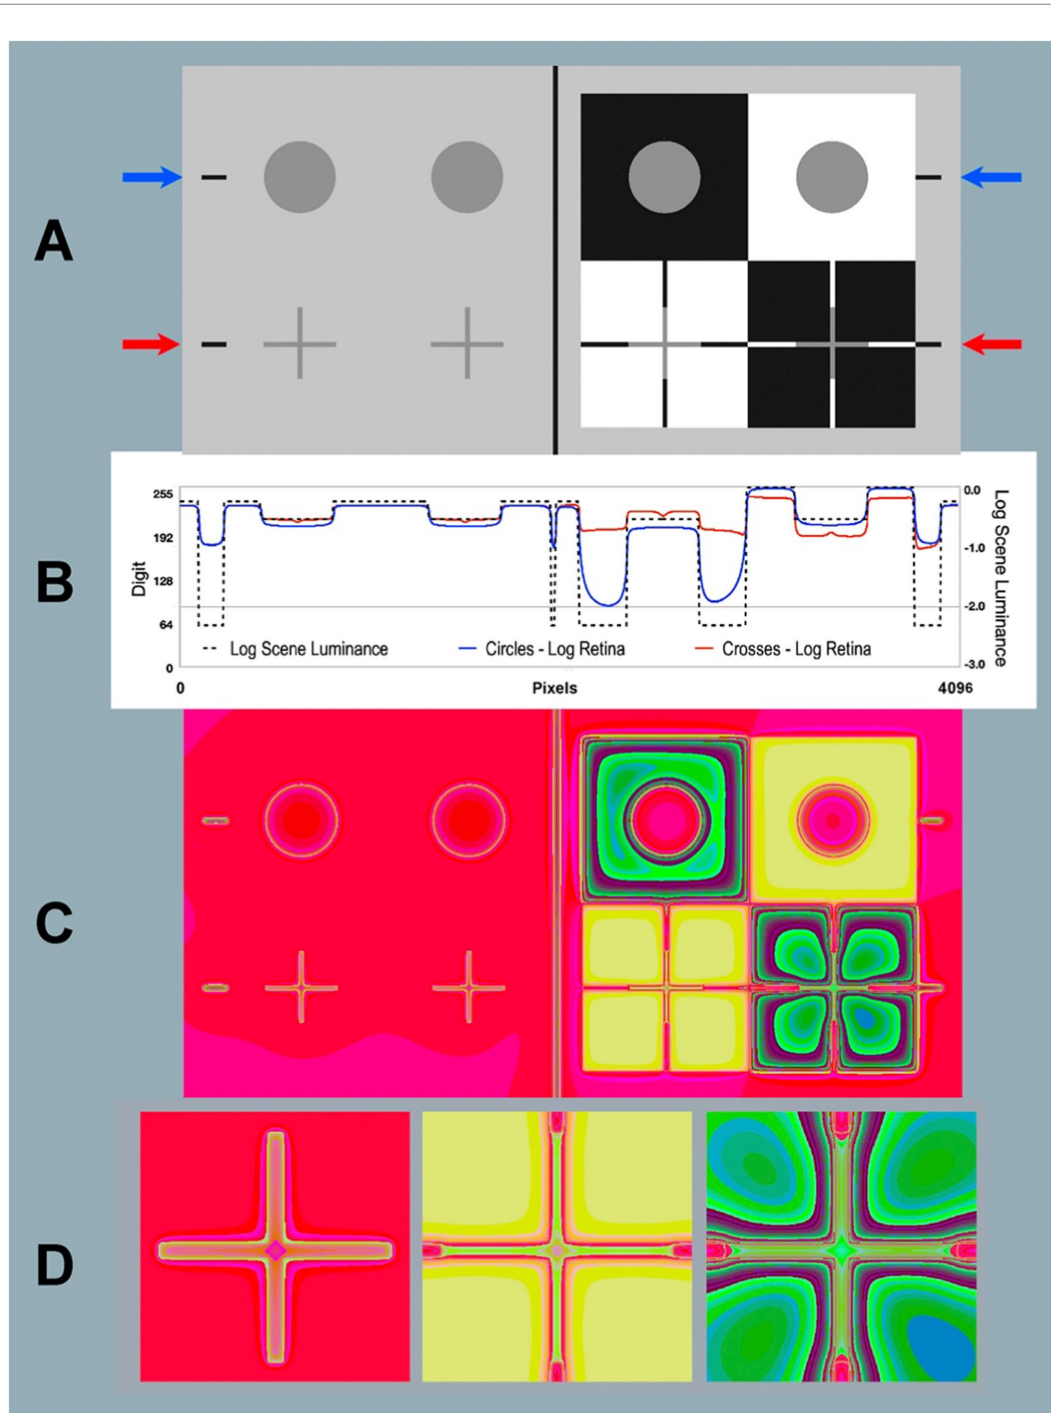 A
B
255
192
128
64
0
Digit
0.0
-1.0
-2.0
-3.0
Log Scene Luminance
Log Scene Luminance
Circles - Log Retina
Crosses - Log Retina
0
Pixels
4096
C
D